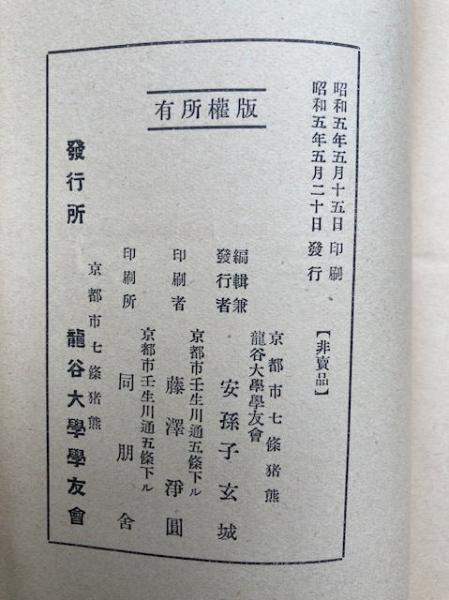 昭和五年五月十五日印刷
昭和五年五月二十日發行
【非賣品】
版權所有
京都市七條猪熊
龍谷大學學友會
編輯兼
發行者
安孫子玄城
京都市壬生川通五條下ル
印刷者
藤澤淨圓
京都市壬生川通五條下ル
印刷所
同朋舍
京都市七條猪熊
發行所
龍谷大學學友會